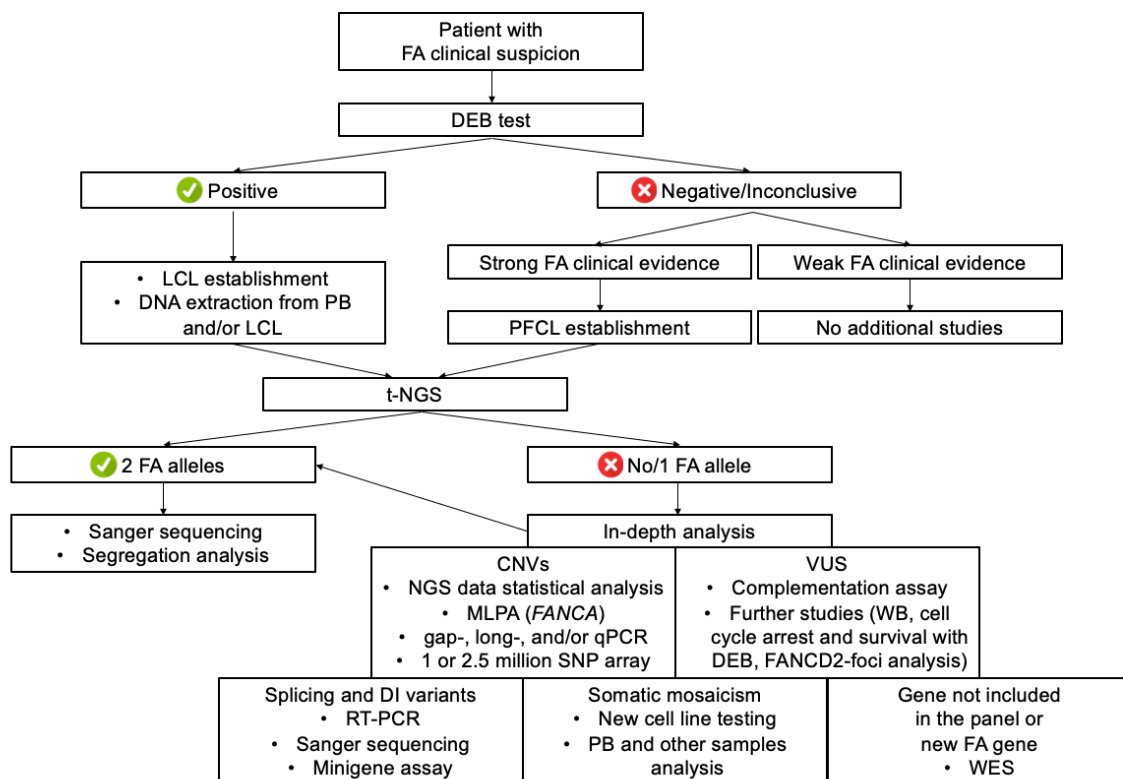 Patient with
FA clinical suspicion
DEB test
Positive
Negative/Inconclusive
• LCL establishment
• DNA extraction from PB
and/or LCL
Strong FA clinical evidence
Weak FA clinical evidence
PFCL establishment
No additional studies
t-NGS
2 FA alleles
No/1 FA allele
• Sanger sequencing
• Segregation analysis
In-depth analysis
CNVs
• NGS data statistical analysis
• MLPA (FANCA)
• gap-, long-, and/or qPCR
• 1 or 2.5 million SNP array
VUS
• Complementation assay
• Further studies (WB, cell
cycle arrest and survival with
DEB, FANCD2-foci analysis)
Splicing and DI variants
• RT-PCR
• Sanger sequencing
• Minigene assay
Somatic mosaicism
• New cell line testing
• PB and other samples
analysis
Gene not included
in the panel or
new FA gene
• WES